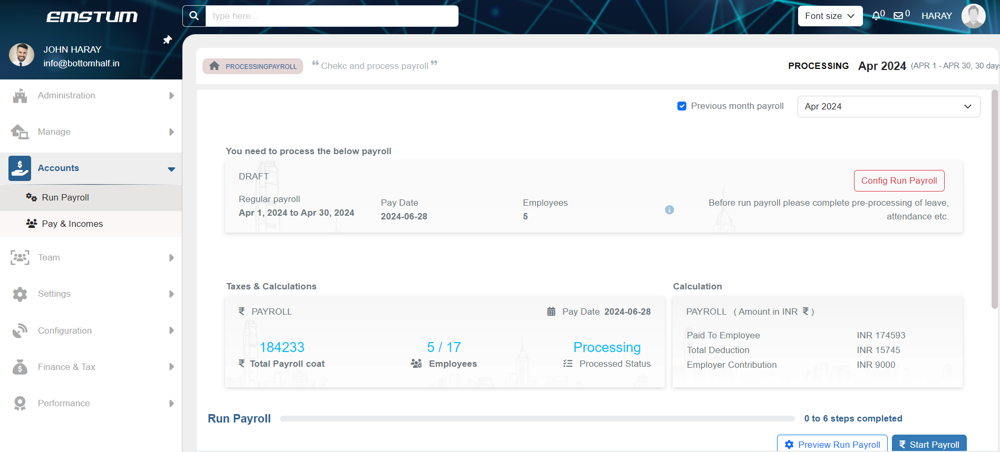 EMSTUM
type here...
Font size
0
0
HARAY
JOHN HARAY
info@bottomhalf.in
PROCESSINGPAYROLL
“ Chekc and process payroll ”
PROCESSING Apr 2024 (APR 1 - APR 30, 30 days
Administration
Manage
Accounts
Run Payroll
Pay & Incomes
Team
Settings
Configuration
Finance & Tax
Performance
Previous month payroll
Apr 2024
You need to process the below payroll
DRAFT
Config Run Payroll
Regular payroll
Apr 1, 2024 to Apr 30, 2024
Pay Date
2024-06-28
Employees
5
Before run payroll please complete pre-processing of leave,
attendance etc.
Taxes & Calculations
₹ PAYROLL
Pay Date 2024-06-28
184233
₹ Total Payroll coat
5 / 17
Employees
Processing
Processed Status
Calculation
PAYROLL ( Amount in INR ₹ )
Paid To Employee INR 174593
Total Deduction INR 15745
Employer Contribution INR 9000
Run Payroll
0 to 6 steps completed
Preview Run Payroll
₹ Start Payroll